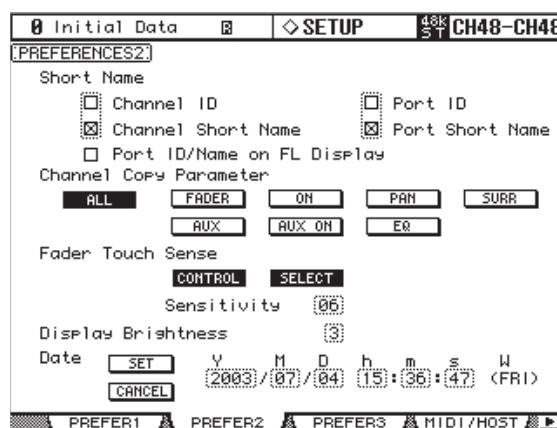 0 Initial Data R ◇SETUP 48k ST CH48-CH48
PREFERENCES2
Short Name
Channel ID Port ID
Channel Short Name Port Short Name
Port ID/Name on FL Display
Channel Copy Parameter
ALL FADER ON PAN SURR
AUX AUX ON EQ
Fader Touch Sense
CONTROL SELECT
Sensitivity 06
Display Brightness 3
Date SET Y M D h m s W
2003/07/04 15:36:47 (FRI)
CANCEL
PREFER1 PREFER2 PREFER3 MIDI/HOST